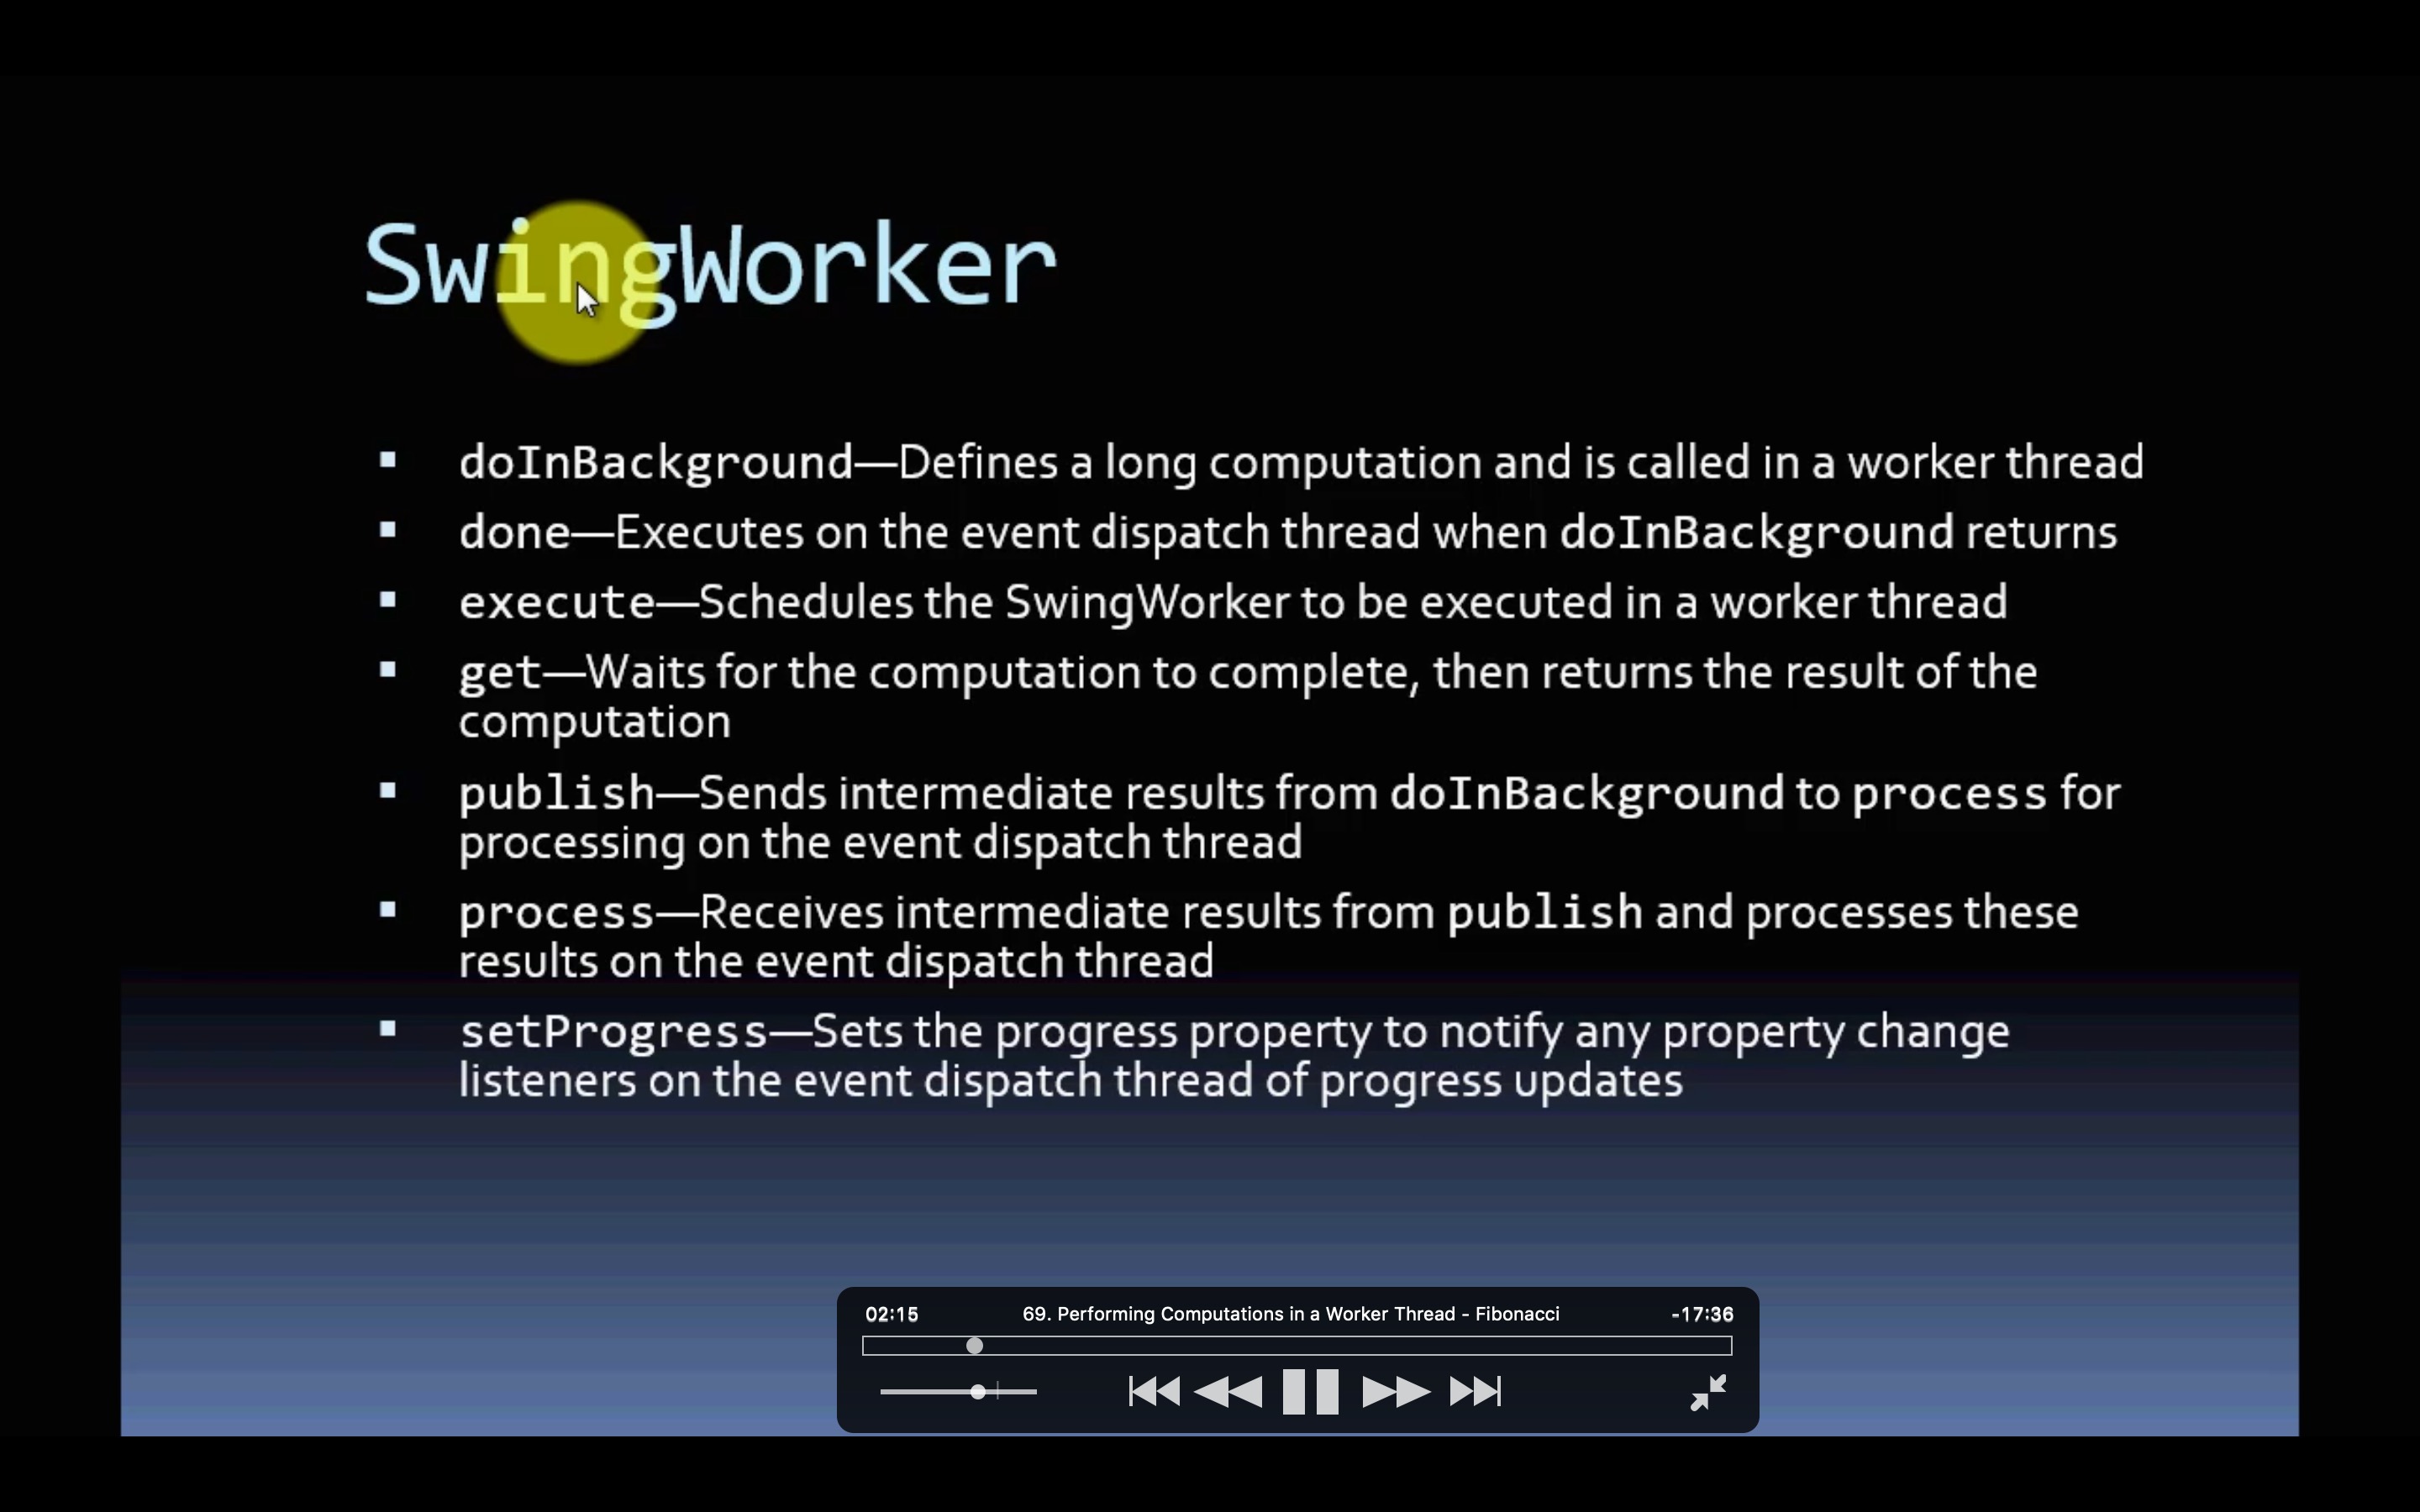 SwingWorker
▪ doInBackground—Defines a long computation and is called in a worker thread
▪ done—Executes on the event dispatch thread when doInBackground returns
▪ execute—Schedules the SwingWorker to be executed in a worker thread
▪ get—Waits for the computation to complete, then returns the result of the
computation
▪ publish—Sends intermediate results from doInBackground to process for
processing on the event dispatch thread
▪ process—Receives intermediate results from publish and processes these
results on the event dispatch thread
▪ setProgress—Sets the progress property to notify any property change
listeners on the event dispatch thread of progress updates
02:15 69. Performing Computations in a Worker Thread - Fibonacci -17:36